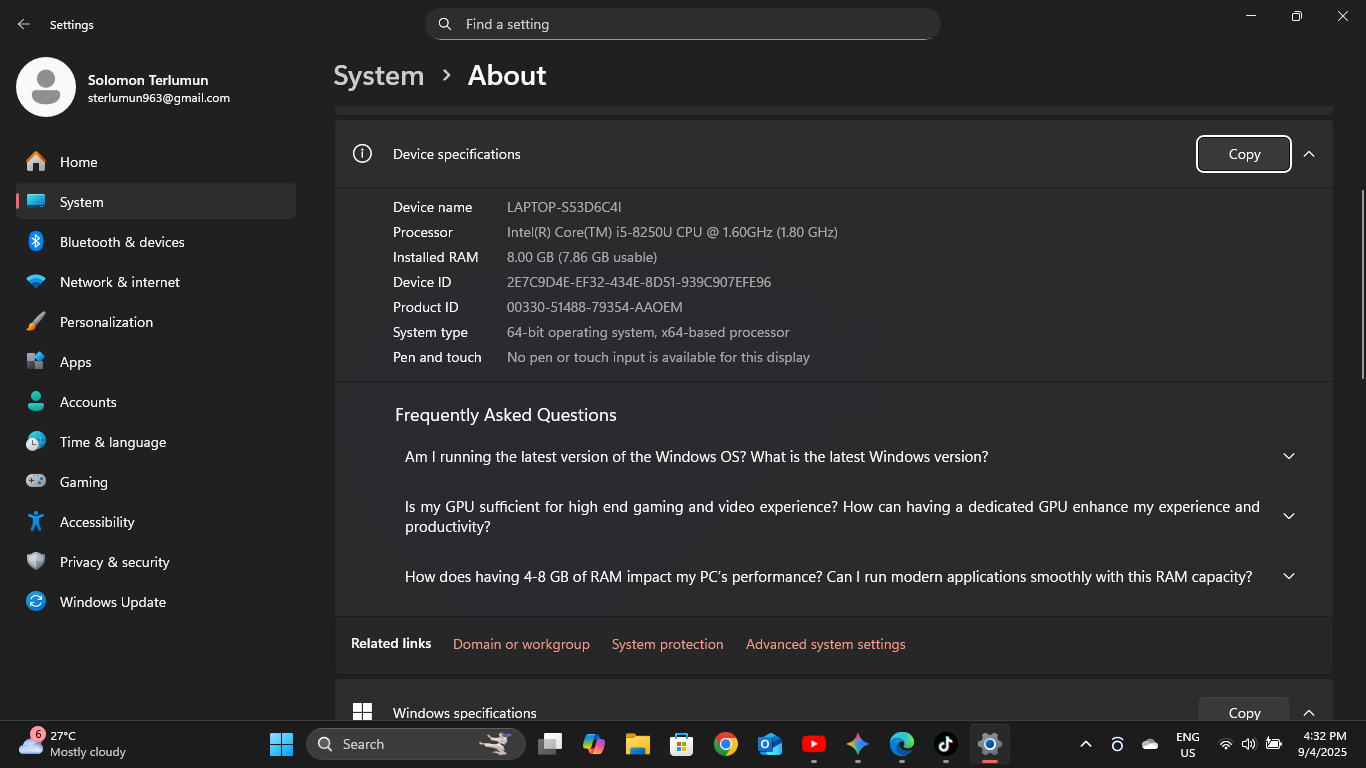 Settings
Find a setting
Solomon Terlumun
sterlumun963@gmail.com
Home
System
Bluetooth & devices
Network & internet
Personalization
Apps
Accounts
Time & language
Gaming
Accessibility
Privacy & security
Windows Update
System > About
Device specifications
Copy
Device name LAPTOP-S53D6C4I
Processor Intel(R) Core(TM) i5-8250U CPU @ 1.60GHz (1.80 GHz)
Installed RAM 8.00 GB (7.86 GB usable)
Device ID 2E7C9D4E-EF32-434E-8D51-939C907EFE96
Product ID 00330-51488-79354-AAOEM
System type 64-bit operating system, x64-based processor
Pen and touch No pen or touch input is available for this display
Frequently Asked Questions
Am I running the latest version of the Windows OS? What is the latest Windows version?
Is my GPU sufficient for high end gaming and video experience? How can having a dedicated GPU enhance my experience and
productivity?
How does having 4-8 GB of RAM impact my PC's performance? Can I run modern applications smoothly with this RAM capacity?
Related links Domain or workgroup System protection Advanced system settings
Windows specifications
Copy
6
27°C
Mostly cloudy
Search
ENG
US
4:32 PM
9/4/2025